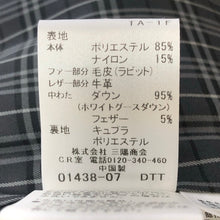 TA-1F
表地
本体 ポリエステル 85%
ナイロン 15%
ファー部分 毛皮(ラビット)
レザー部分 牛革
中わた ダウン 95%
(ホワイトグースダウン)
フェザー 5%
裏地 キュプラ
ポリエステル
株式会社 三陽商会
CR室 電話0120-340-460
中国製
01438-07 DTT